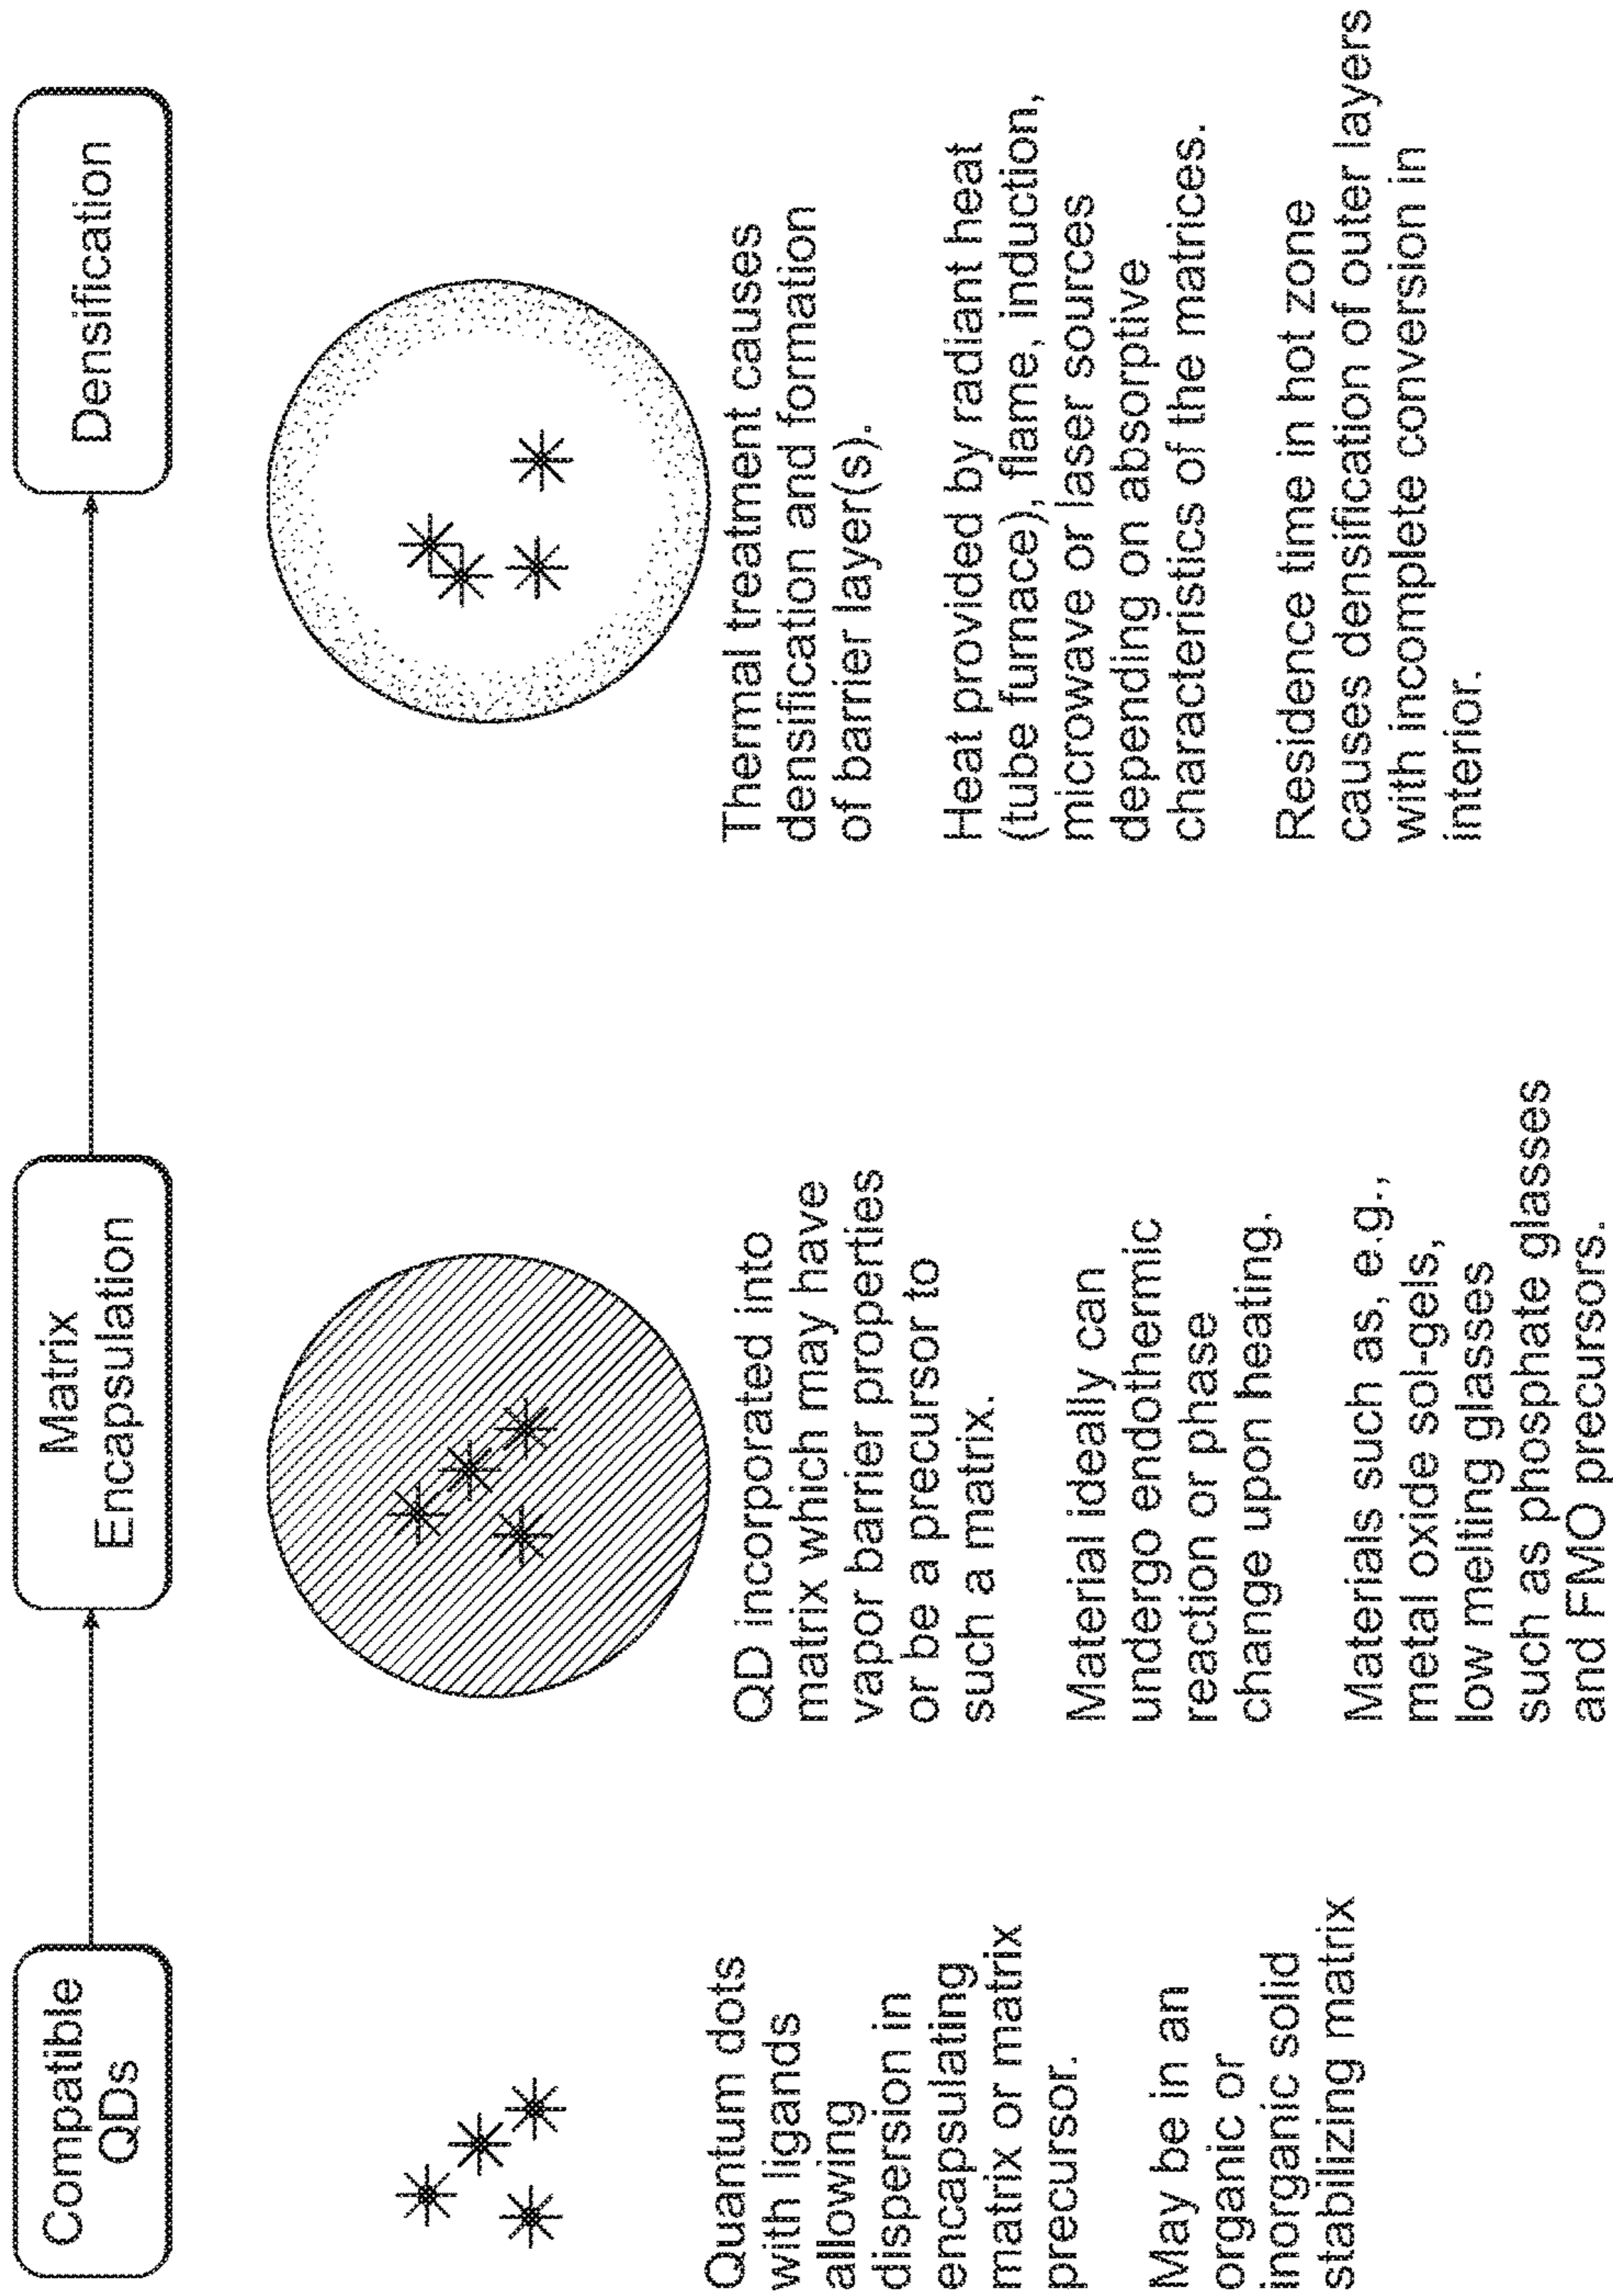 Compatible
QDs
Quantum dots
with ligands
allowing
dispersion in
encapsulating
matrix or matrix
precursor.
May be in an
organic or
inorganic solid
stabilizing matrix
Matrix
Encapsulation
QD incorporated into
matrix which may have
vapor barrier properties
or be a precursor to
such a matrix.
Material ideally can
undergo endothermic
reaction or phase
change upon heating.
Materials such as, e.g.,
metal oxide sol-gels,
low melting glasses
such as phosphate glasses
and FMO precursors.
Densification
Thermal treatment causes
densification and formation
of barrier layer(s).
Heat provided by radiant heat
(tube furnace), flame, induction,
microwave or laser sources
depending on absorptive
characteristics of the matrices.
Residence time in hot zone
causes densification of outer layers
with incomplete conversion in
interior.